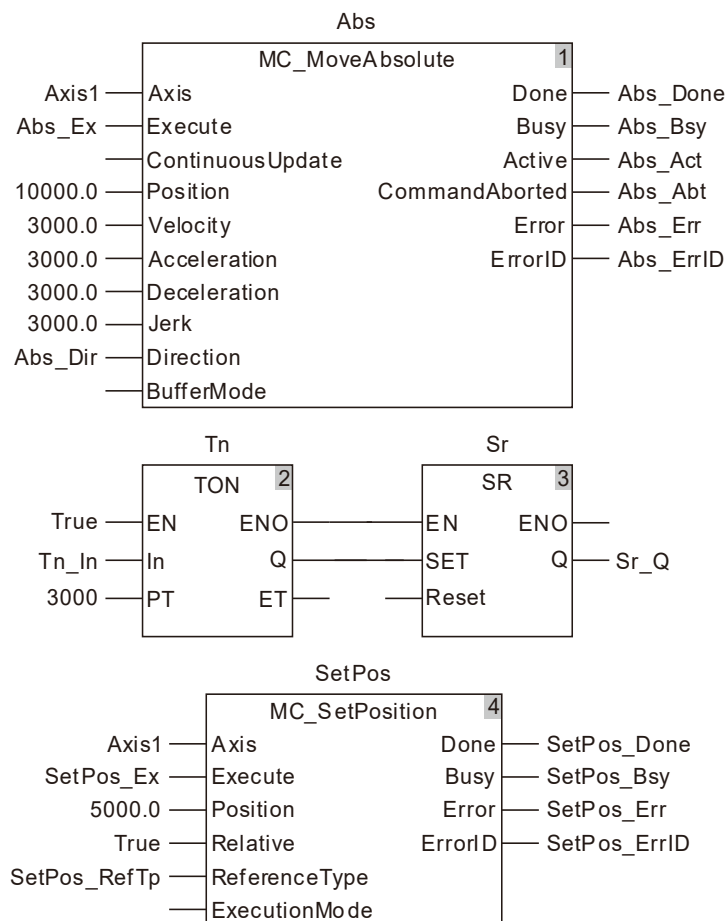 Abs
MC_MoveAbsolute 1
Axis1 Axis Done Abs_Done
Abs_Ex Execute Busy Abs_Bsy
ContinuousUpdate Active Abs_Act
10000.0 Position CommandAborted Abs_Abt
3000.0 Velocity Error Abs_Err
3000.0 Acceleration ErrorID Abs_ErrID
3000.0 Deceleration
3000.0 Jerk
Abs_Dir Direction
BufferMode
Tn Sr
TON 2 SR 3
True EN ENO EN ENO
Tn_In In Q SET Q Sr_Q
3000 PT ET Reset
SetPos
MC_SetPosition 4
Axis1 Axis Done SetPos_Done
SetPos_Ex Execute Busy SetPos_Bsy
5000.0 Position Error SetPos_Err
True Relative ErrorID SetPos_ErrID
SetPos_RefTp ReferenceType
ExecutionMode